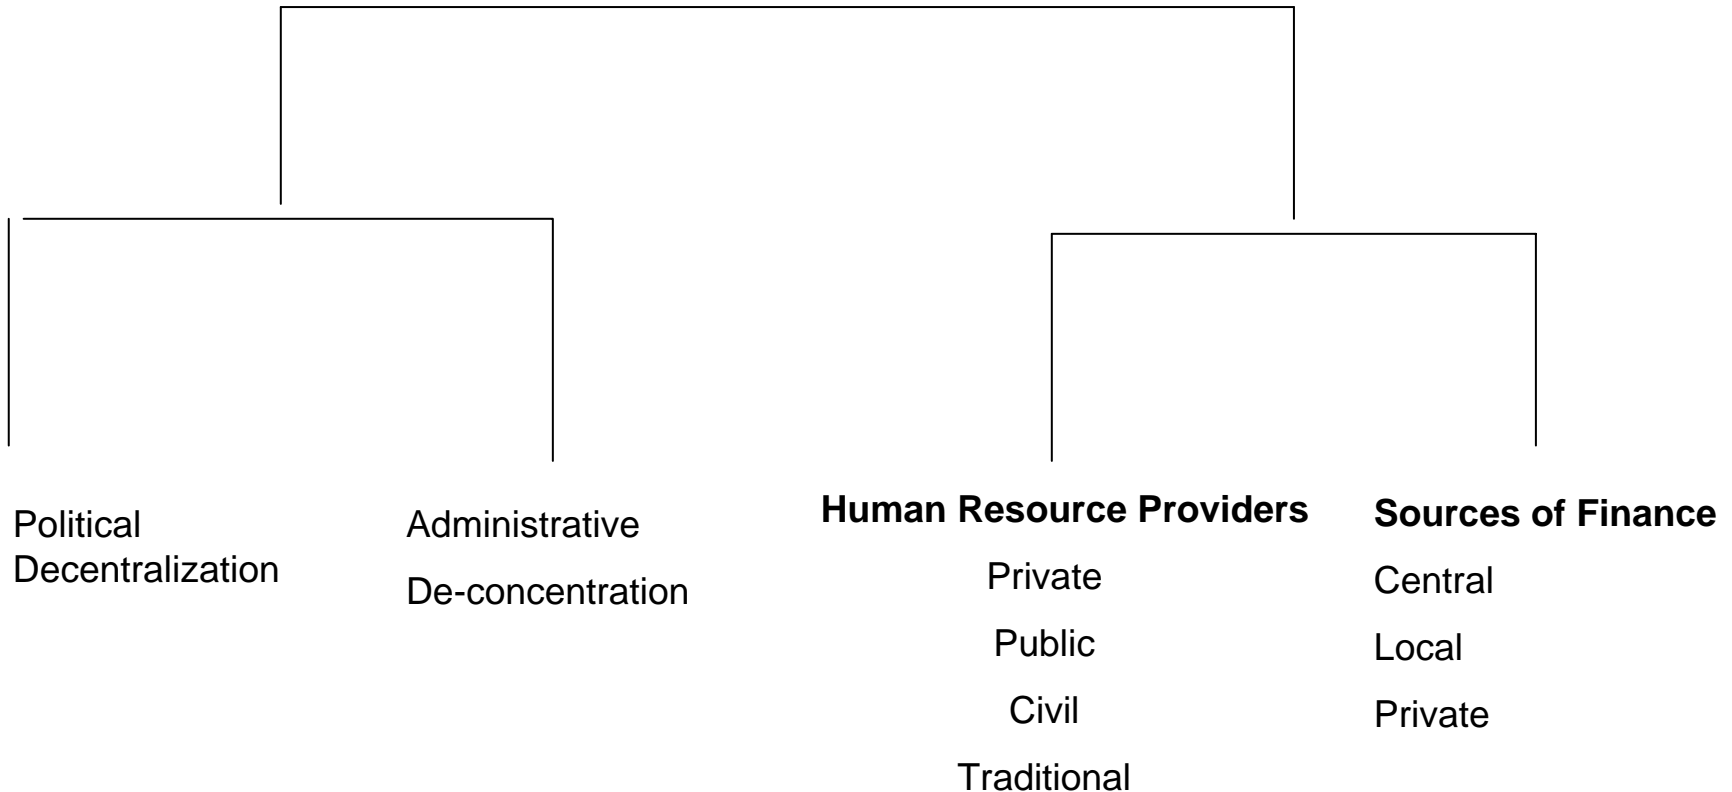 Political
Decentralization
Administrative
De-concentration
Human Resource Providers
Private
Public
Civil
Traditional
Sources of Finance
Central
Local
Private